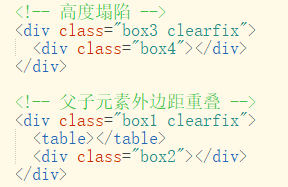 <!-- 高度塌陷 -->
<div class="box3 clearfix">
<div class="box4"></div>
</div>
<!-- 父子元素外边距重叠 -->
<div class="box1 clearfix">
<table></table>
<div class="box2"></div>
</div>